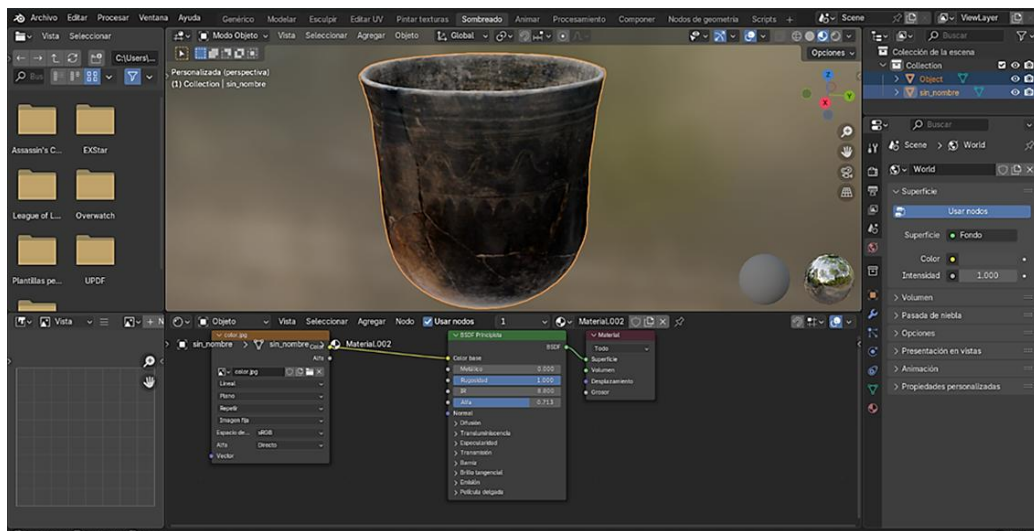 Archivo Editar Procesar Ventana Ayuda Genérico Modelar Esculpir Editar UV Pintar texturas Sombreado Animar Procesamiento Componer Nodos de geometría Scripts + Scene ViewLayer
Vista Seleccionar
Modo Objeto Vista Seleccionar Agregar Objeto Global
Buscar
C:\Users\...
Opciones
Colección de la escena
Collection
Object
sin_nombre
Personalizada (perspectiva)
(1) Collection | sin_nombre
Z
Y
X
Assassin's C... EXStar
League of L... Overwatch
Plantillas pe... UPDF
Buscar
Scene > World
World
Superficie
Usar nodos
Superficie Fondo
Color
Intensidad 1.000
Volumen
Pasada de niebla
Opciones
Presentación en vistas
Animación
Propiedades personalizadas
Vista
Objeto Vista Seleccionar Agregar Nodo Usar nodos 1 Material.002
sin_nombre > sin_nombre > Material.002
color.jpg
Color
Alfa
color.jpg
Lineal
Plano
Repetir
Imagen fija
Espacio de... sRGB
Alfa Directo
Vector
BSDF Principista
BSDF
Color base
Metálico 0.000
Rugosidad 1.000
Alfa 0.713
Normal
Difusión
Transluminiscencia
Especularidad
Transmisión
Barniz
Brillo tangencial
Emisión
Película delgada
Material
Todo
Superficie
Volumen
Desplazamiento
Grosor